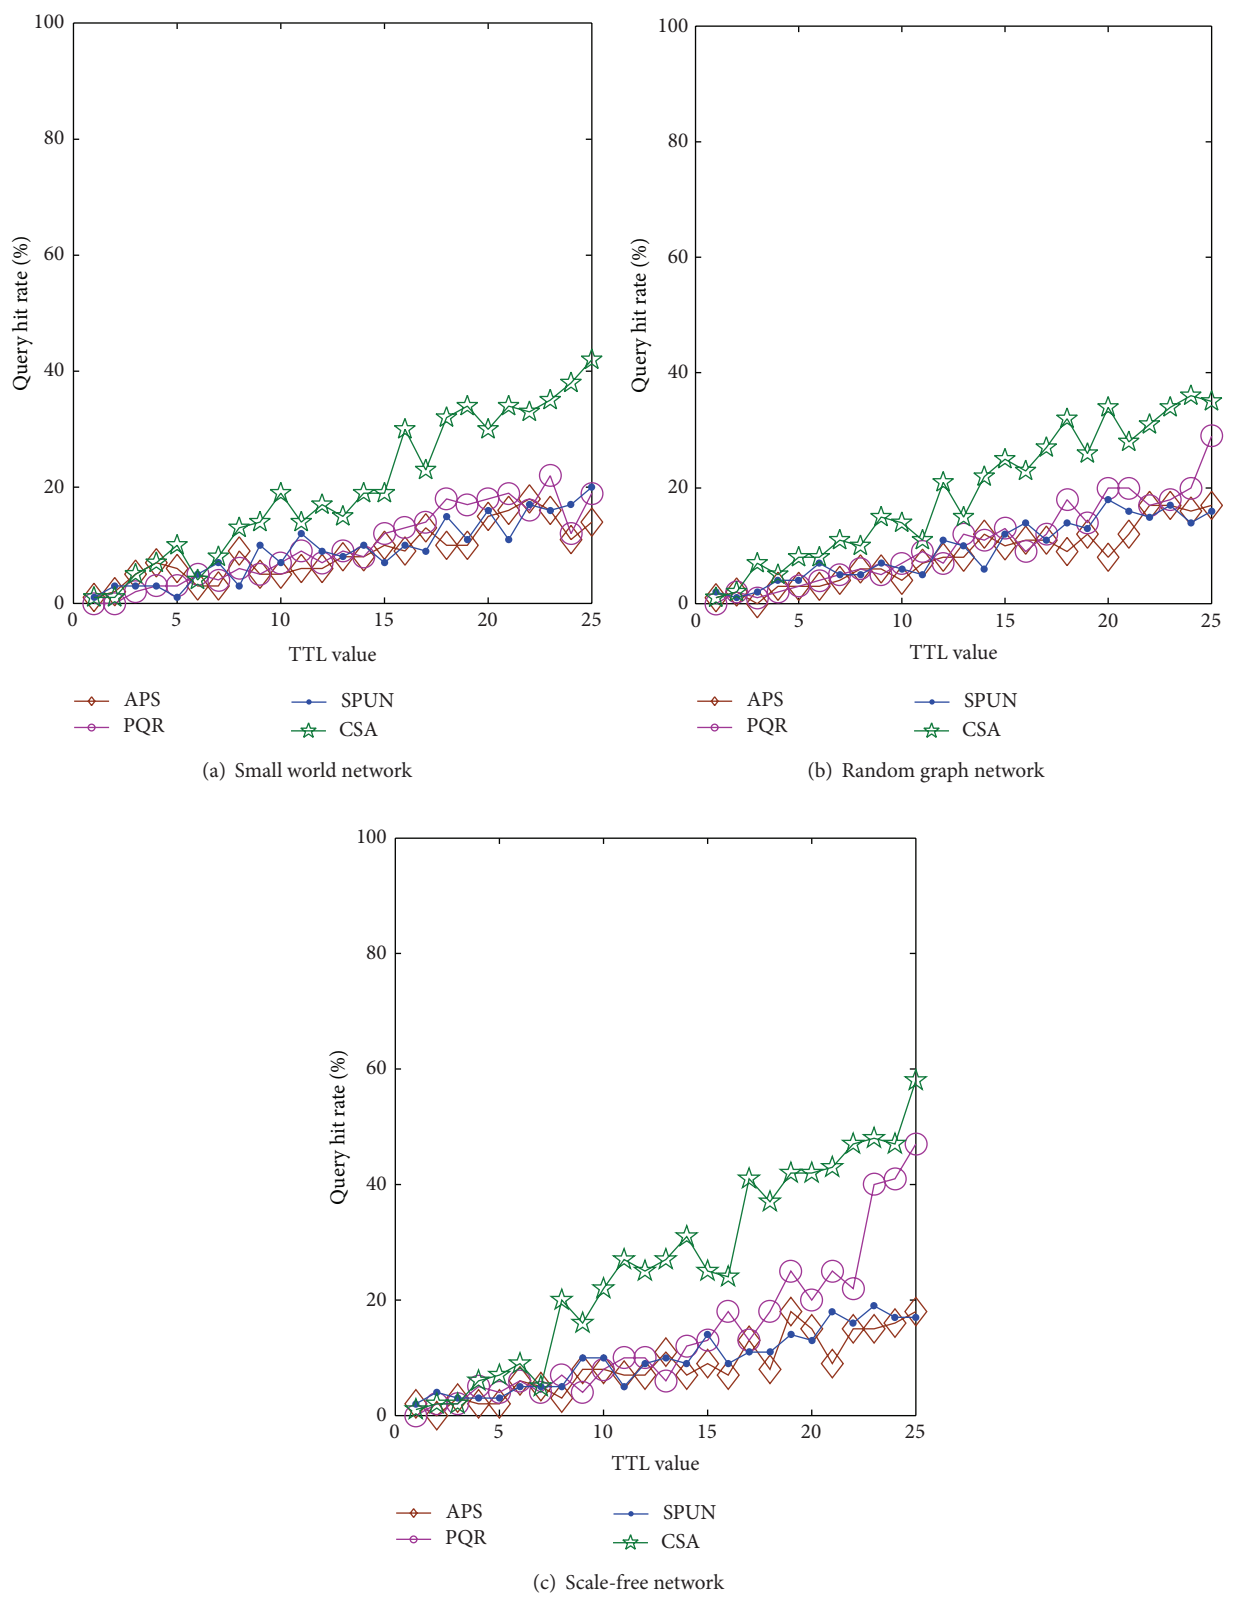 100
80
60
40
20
0
Query hit rate (%)
0 5 10 15 20 25
TTL value
APS SPUN
PQR CSA
(a) Small world network
100
80
60
40
20
0
Query hit rate (%)
0 5 10 15 20 25
TTL value
APS SPUN
PQR CSA
(b) Random graph network
100
80
60
40
20
0
Query hit rate (%)
0 5 10 15 20 25
TTL value
APS SPUN
PQR CSA
(c) Scale-free network